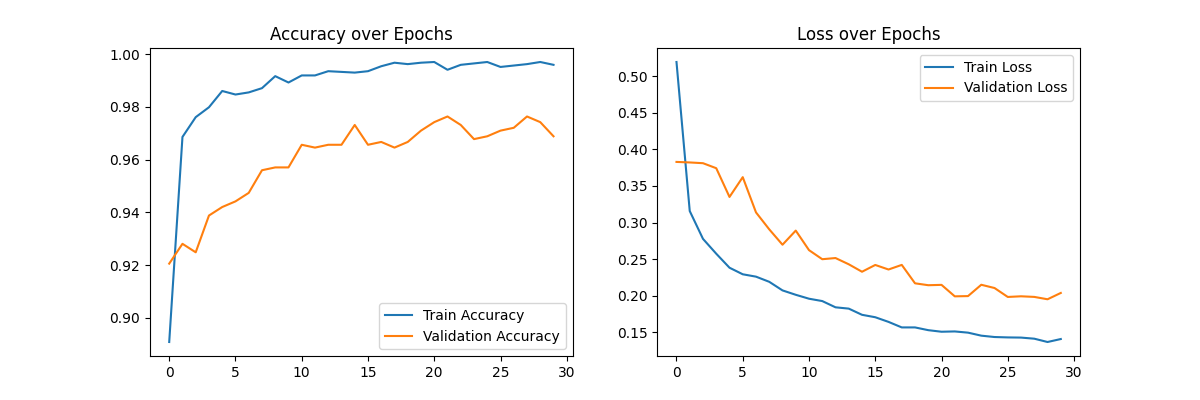 Accuracy over Epochs
1.00
0.98
0.96
0.94
0.92
0.90
Train Accuracy
Validation Accuracy
0 5 10 15 20 25 30
Loss over Epochs
0.50
0.45
0.40
0.35
0.30
0.25
0.20
0.15
Train Loss
Validation Loss
0 5 10 15 20 25 30